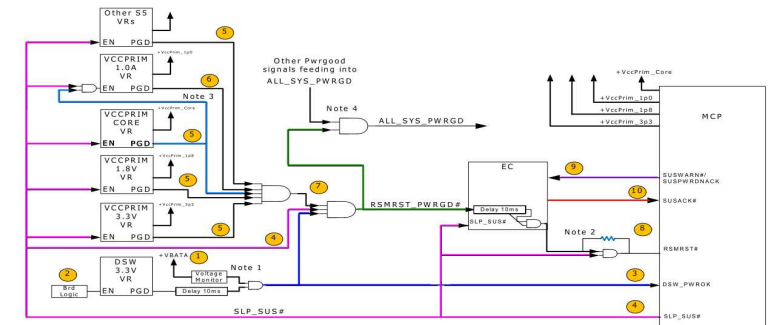 Other S5
VRs
EN PGD
5
+VccPrim_1p0
VCCPRIM
1.0A
VR
EN PGD
6
Note 3
+VccPrim_Core
VCCPRIM
CORE
VR
EN PGD
5
+VccPrim_1p8
VCCPRIM
1.8V
VR
EN PGD
5
+VccPrim_3p3
VCCPRIM
3.3V
VR
EN PGD
5
4
7
Other Pwrgood
signals feeding into
ALL_SYS_PWRGD
Note 4
ALL_SYS_PWRGD
RSMRST_PWRGD#
+VBATA
1
Voltage
Monitor
Note 1
2
Brd
Logic
DSW
3.3V
VR
EN PGD
Delay 10ms
SLP_SUS#
EC
Delay 10ms
SLP_SUS#
Note 2
+VccPrim_Core
+VccPrim_1p0
+VccPrim_1p8
+VccPrim_3p3
MCP
9
SUSWARN#/
SUSPWRDNACK
10
SUSACK#
8
RSMRST#
3
DSW_PWROK
4
SLP_SUS#